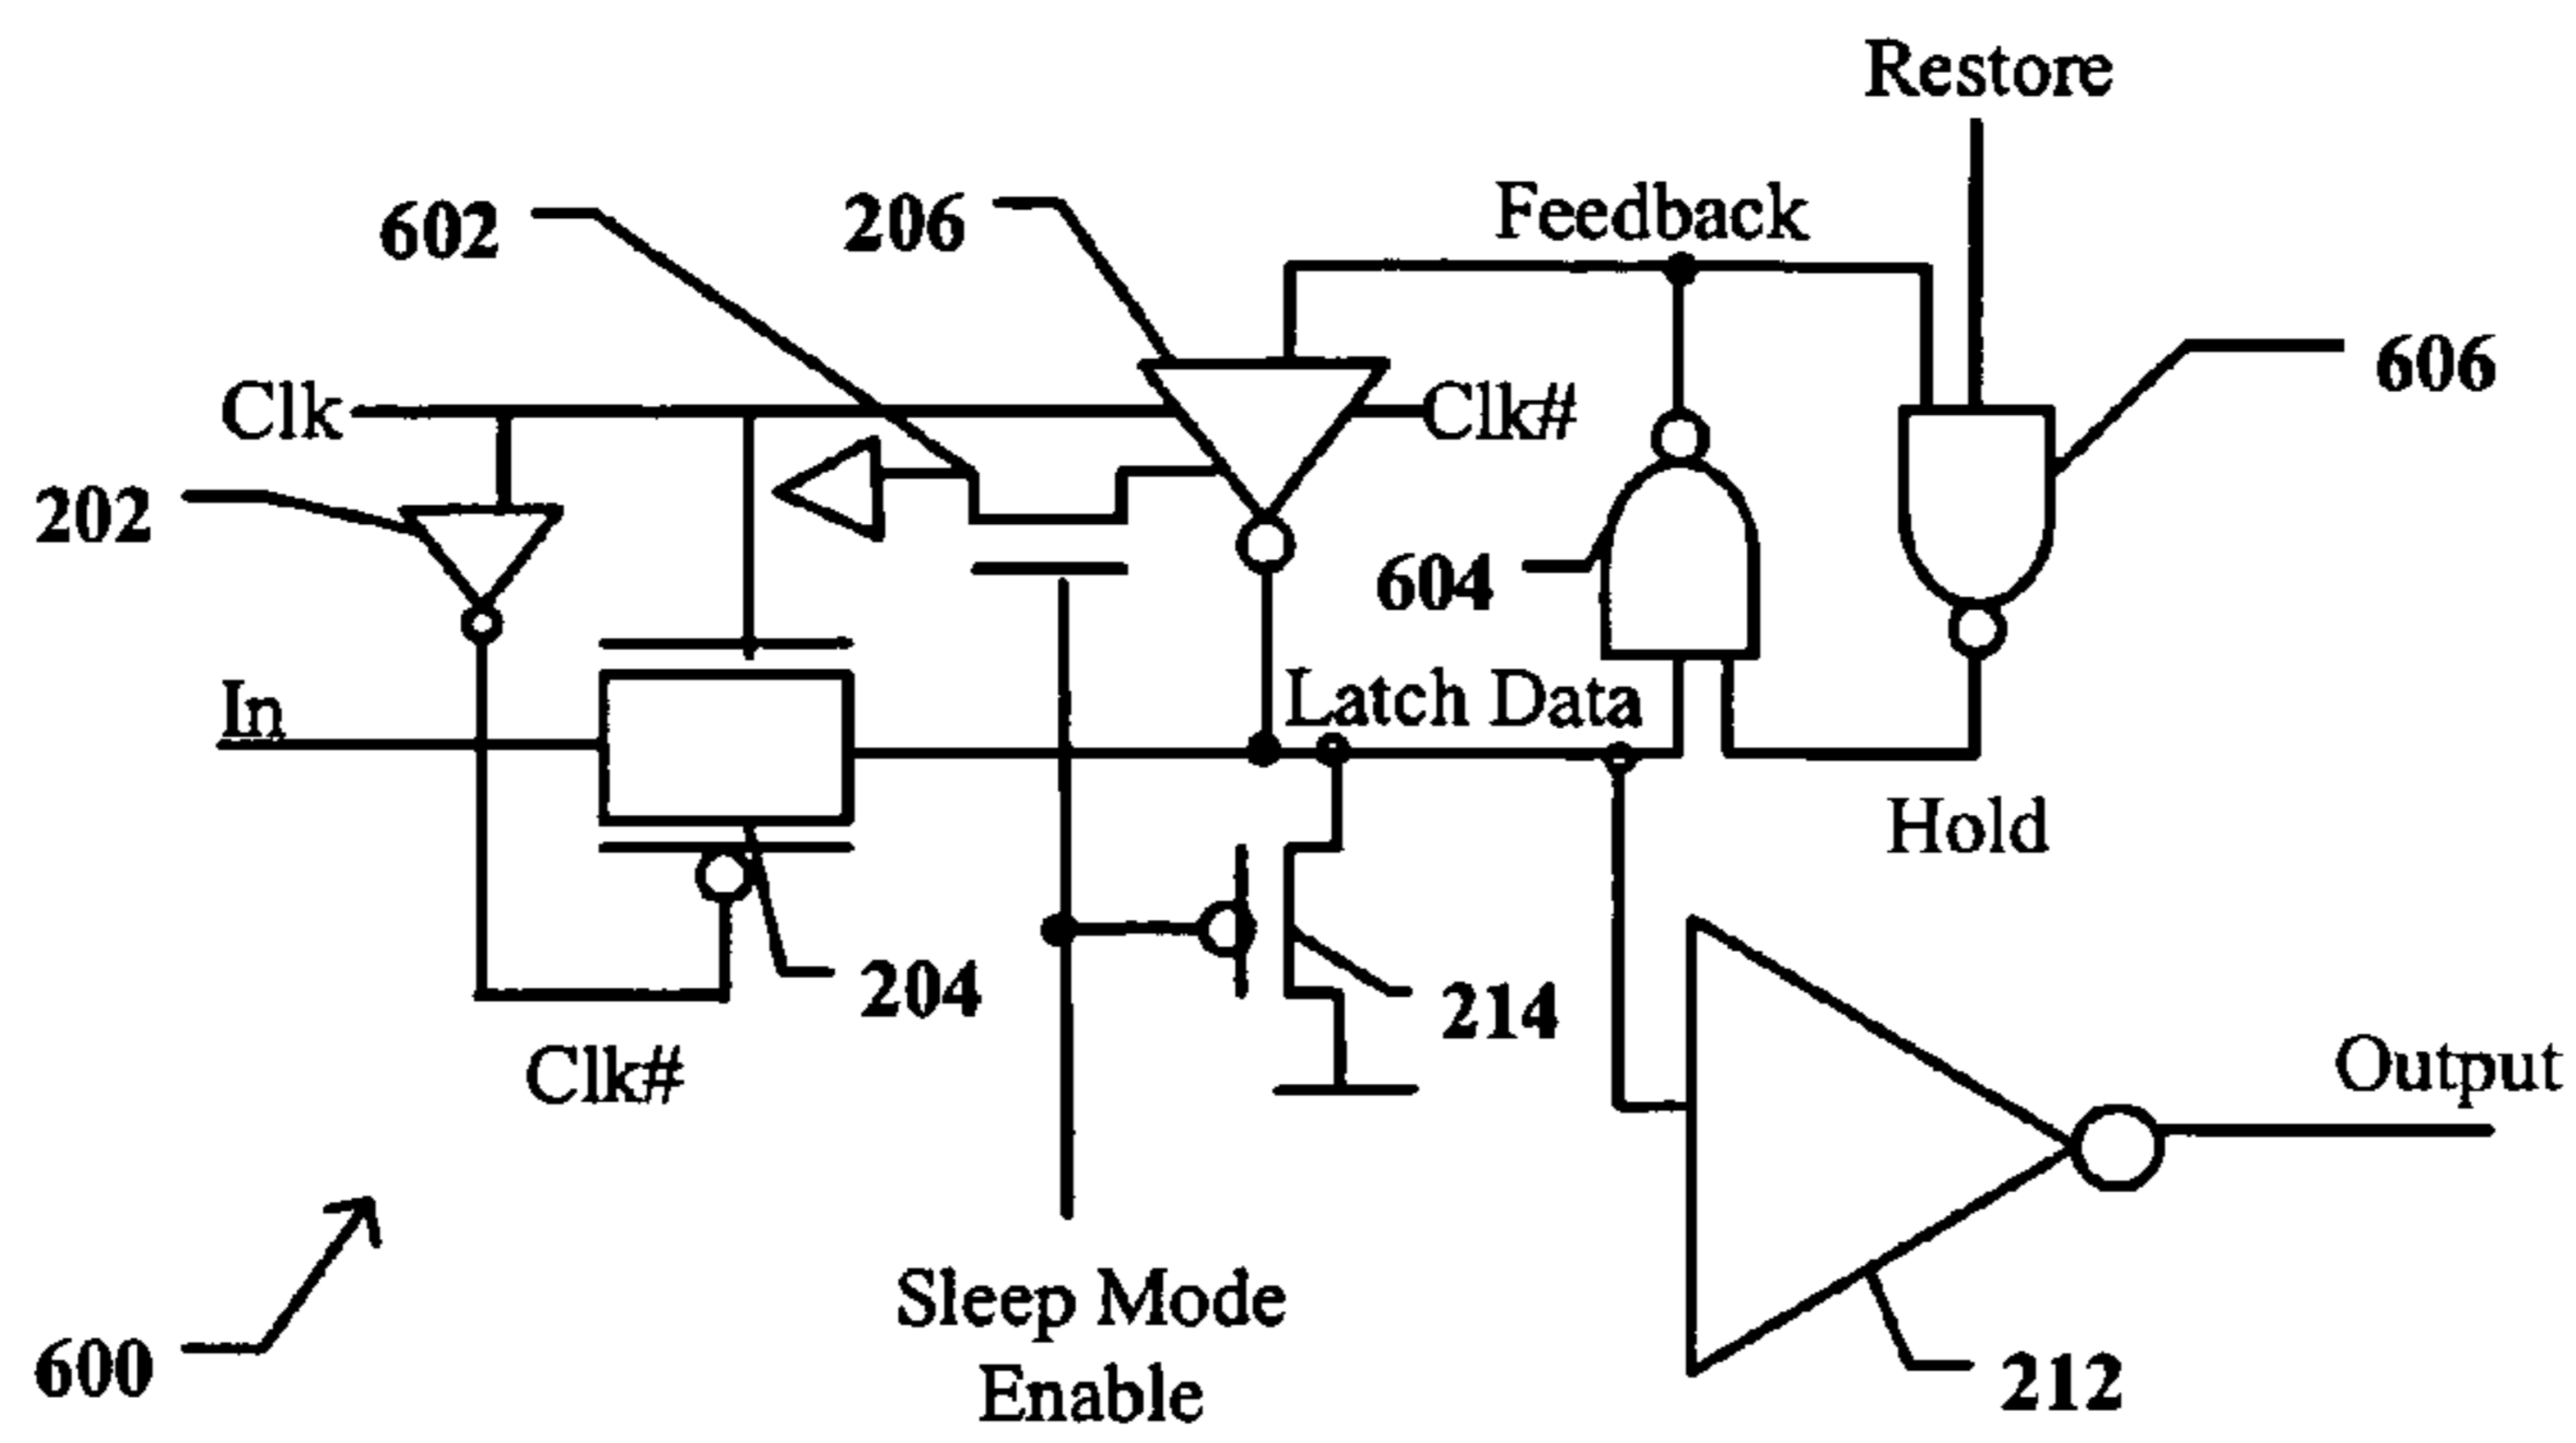 Restore
Feedback
602
206
606
Clk
Clk#
202
604
In
Latch Data
Hold
204
214
Clk#
Output
Sleep Mode
Enable
600
212